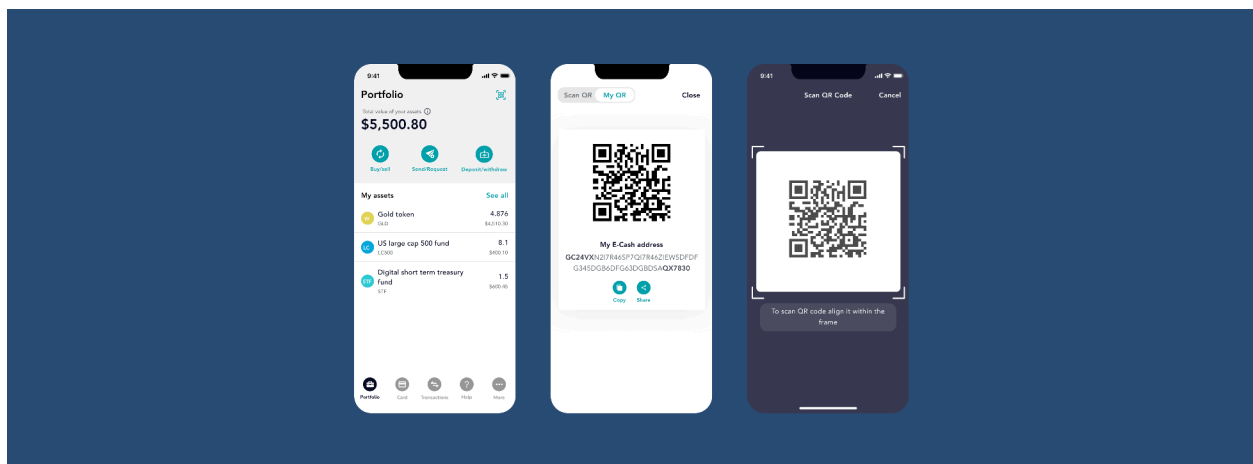 9:41
Portfolio
Total value of your assets
$5,500.80
Buy/sell
Send/Request
Deposit/withdraw
My assets
See all
Gold token
4.876
GLD
$4,510.30
US large cap 500 fund
8.1
LC
LC500
$400.10
Digital short term treasury
fund
1.5
STF
STF
$600.45
Portfolio
Card
Transactions
Help
More
Scan QR
My QR
Close
My E-Cash address
GC24VXN2I7R465P7QI7R46ZIEW5DFDF
G345DGB6DFG63DGBDSAQX7830
Copy
Share
9:41
Scan QR Code
Cancel
To scan QR code align it within the
frame